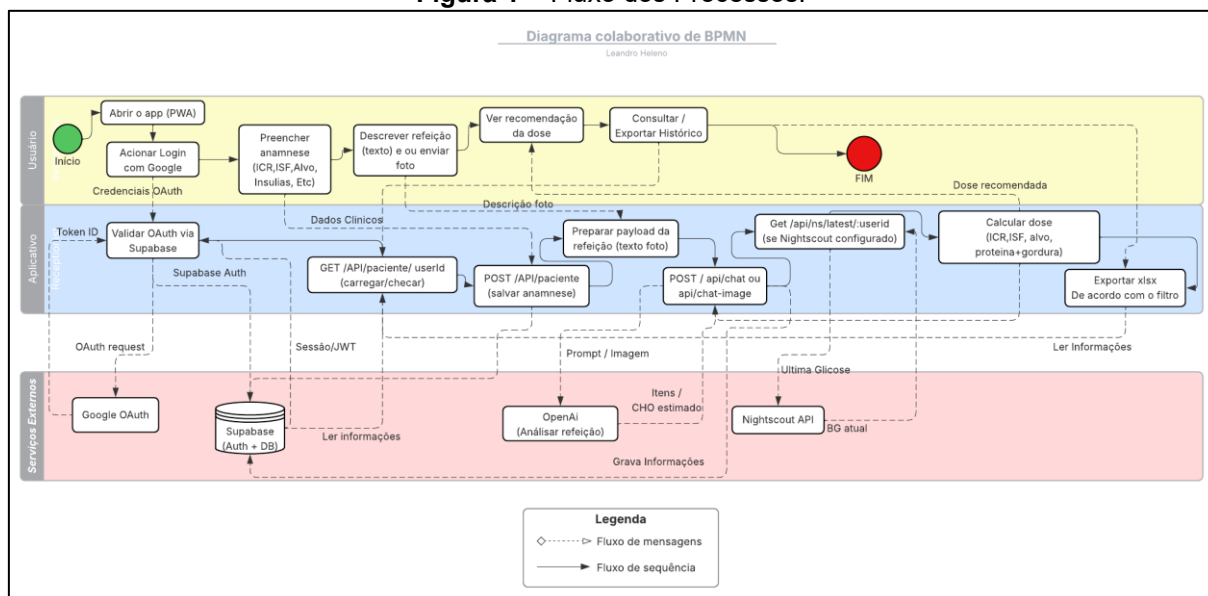 Diagrama colaborativo de BPMN
Leandro Heleno
Usuário
Início
Abrir o app (PWA)
Acionar Login
com Google
Preencher
anamnese
(ICR,ISF,Alvo,
Insulias, Etc)
Descrever refeição
(texto) e ou enviar
foto
Ver recomendação
da dose
Consultar /
Exportar Histórico
FIM
Credenciais OAuth
Descrição foto
Dose recomendada
Aplicativo
Token ID
Validar OAuth via
Supabase
Supabase Auth
Dados Clinicos
GET /API/paciente/ userId
(carregar/checar)
POST /API/paciente
(salvar anamnese)
Preparar payload da
refeição (texto foto)
POST / api/chat ou
api/chat-image
Get /api/ns/latest/:userid
(se Nightscout configurado)
Calcular dose
(ICR,ISF, alvo,
proteina+gordura)
Exportar xlsx
De acordo com o filtro
OAuth request
Sessão/JWT
Prompt / Imagem
Ultima Glicose
Ler Informações
Serviços Externos
Google OAuth
Supabase
(Auth + DB)
Ler informações
OpenAi
(Análisar refeição)
Itens /
CHO estimado
Nightscout API
BG atual
Grava Informações
Legenda
Fluxo de mensagens
Fluxo de sequência